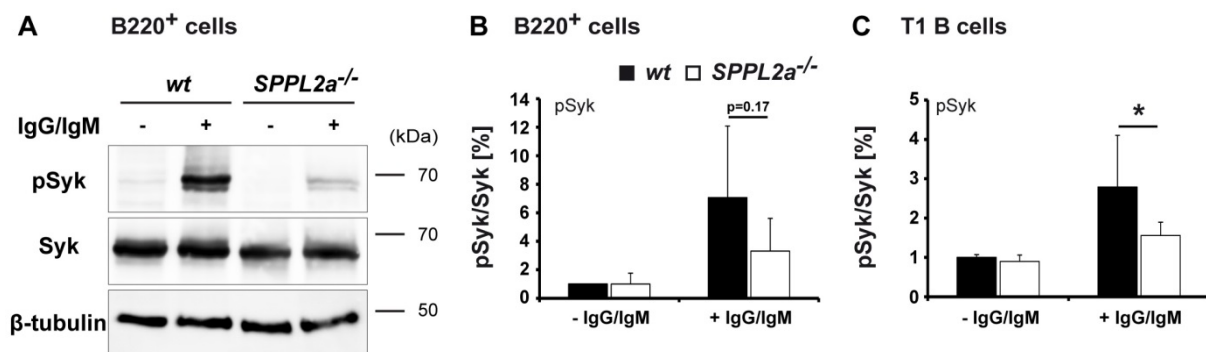 A B220+ cells
wt SPPL2a-/-
IgG/IgM - + - + (kDa)
pSyk 70
Syk 70
β-tubulin 50
B B220+ cells
wt SPPL2a-/-
pSyk/Syk [%]
14
12
10
8
6
4
2
0
pSyk
p=0.17
- IgG/IgM + IgG/IgM
C T1 B cells
pSyk/Syk [%]
5
4
3
2
1
0
pSyk
*
- IgG/IgM + IgG/IgM